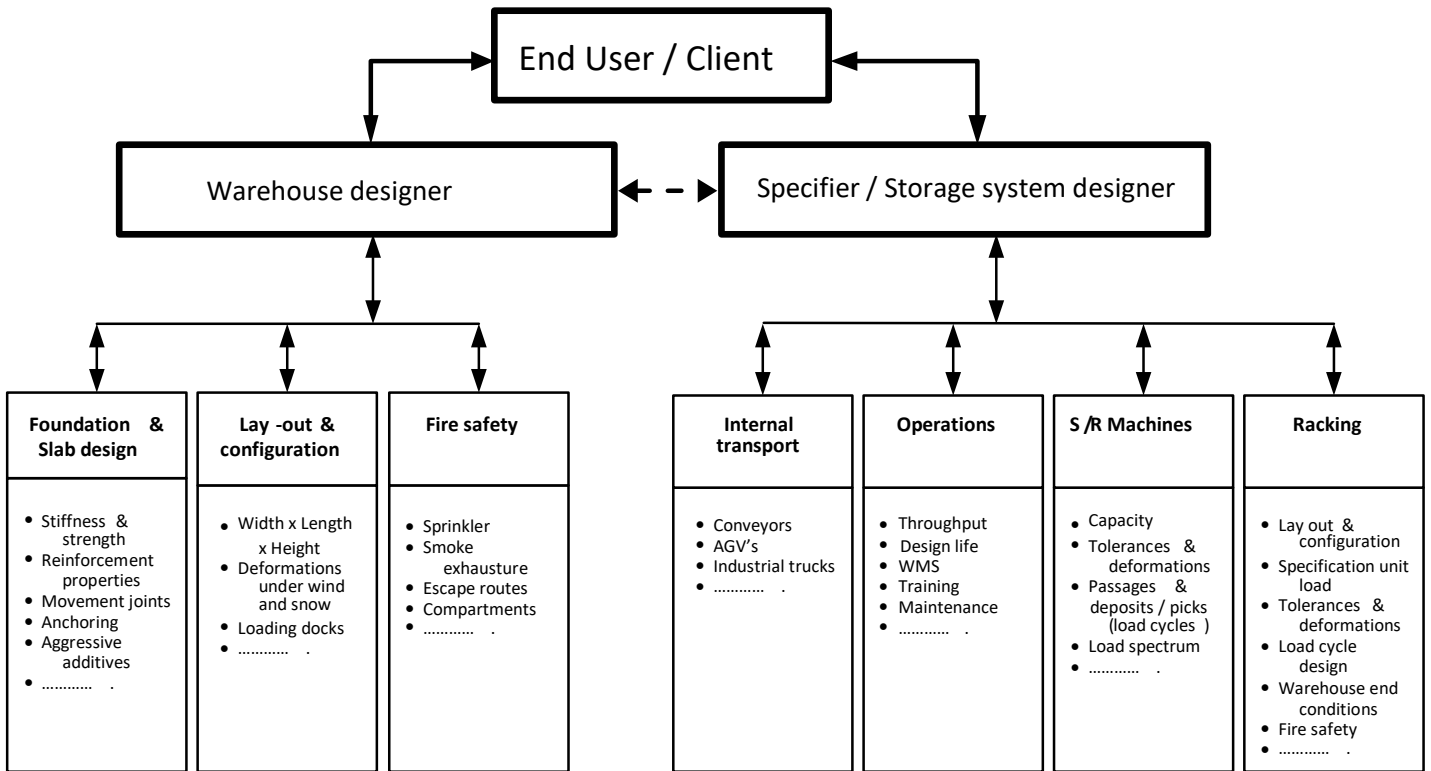 End User / Client
Warehouse designer
Specifier / Storage system designer
Foundation &
Slab design
• Stiffness &
strength
• Reinforcement
properties
• Movement joints
• Anchoring
• Aggressive
additives
• ………… .
Lay -out &
configuration
• Width x Length
x Height
• Deformations
under wind
and snow
• Loading docks
• ………… .
Fire safety
• Sprinkler
• Smoke
exhausture
• Escape routes
• Compartments
• ………… .
Internal
transport
• Conveyors
• AGV's
• Industrial trucks
• ………… .
Operations
• Throughput
• Design life
• WMS
• Training
• Maintenance
• ………… .
S /R Machines
• Capacity
• Tolerances &
deformations
• Passages &
deposits / picks
(load cycles )
• Load spectrum
• ………… .
Racking
• Lay out &
configuration
• Specification unit
load
• Tolerances &
deformations
• Load cycle
design
• Warehouse end
conditions
• Fire safety
• ………… .